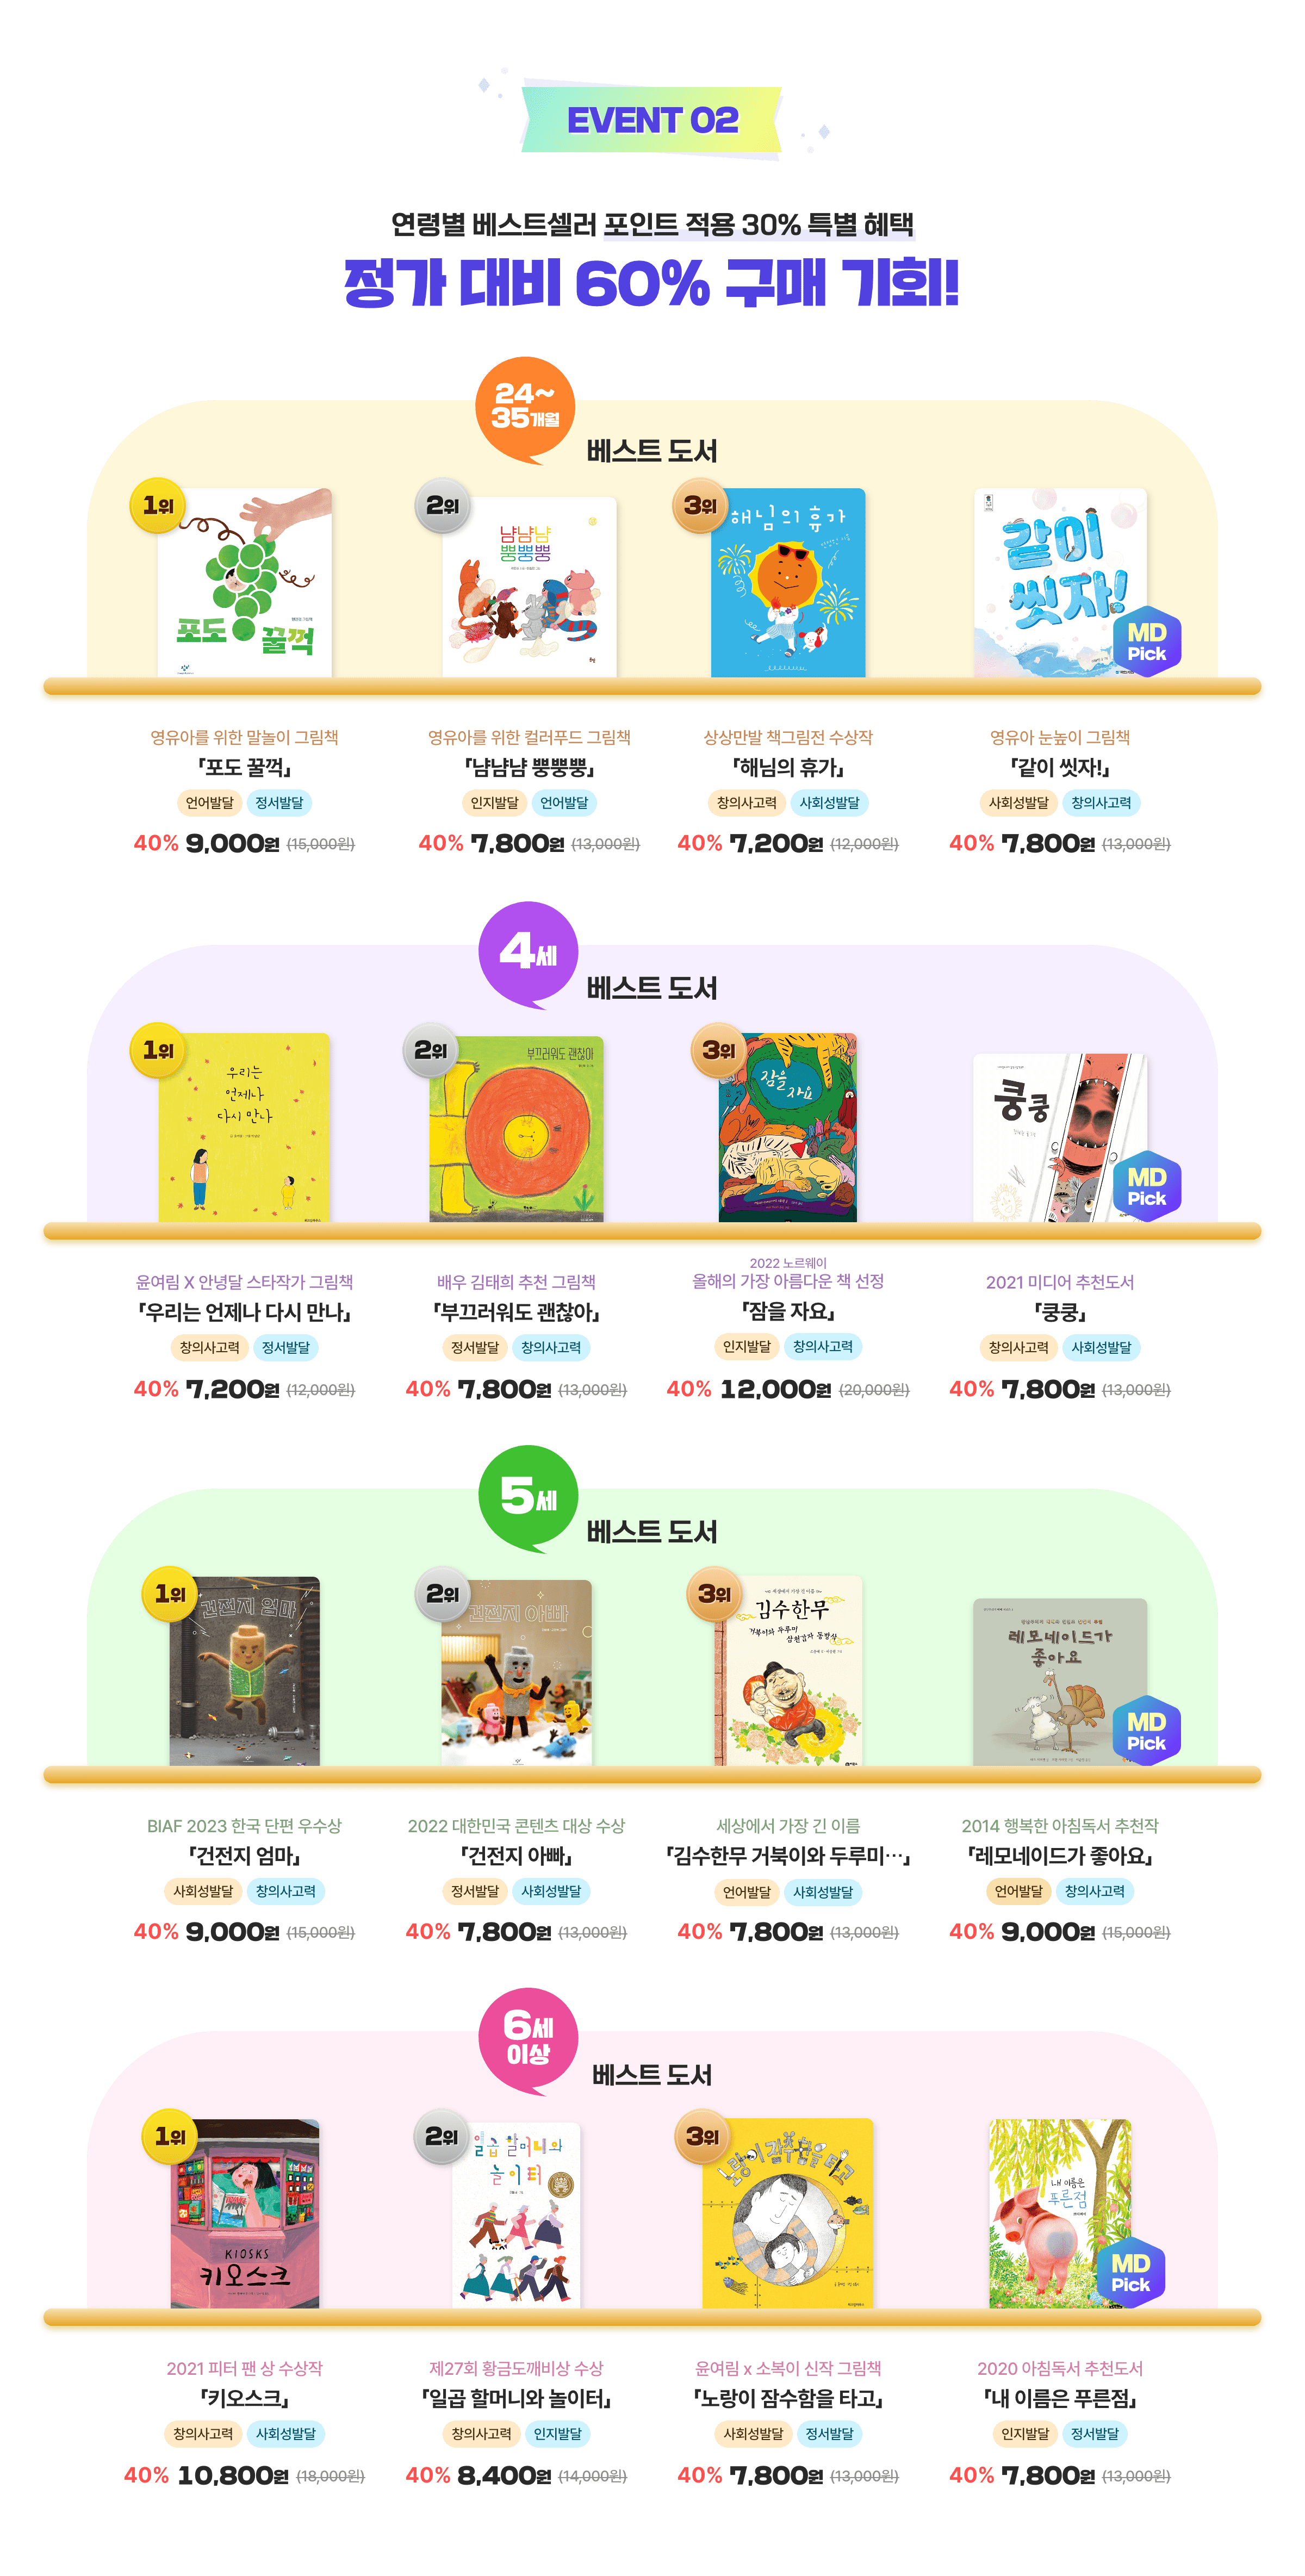 EVENT 02
연령별 베스트셀러 포인트 적용 30% 특별 혜택
정가 대비 60% 구매 기회!
24~
35개월
베스트 도서
1위
포도 꿀꺽
2위
냠냠냠
뿡뿡뿡
3위
해님의 휴가
같이
씻자!
MD
Pick
영유아를 위한 말놀이 그림책
『포도 꿀꺽』
언어발달 정서발달
40% 9,000원 (15,000원)
영유아를 위한 컬러푸드 그림책
『냠냠냠 뿡뿡뿡』
인지발달 언어발달
40% 7,800원 (13,000원)
상상만발 책그림전 수상작
『해님의 휴가』
창의사고력 사회성발달
40% 7,200원 (12,000원)
영유아 눈높이 그림책
『같이 씻자!』
사회성발달 창의사고력
40% 7,800원 (13,000원)
4세
베스트 도서
1위
우리는
언제나
다시 만나
2위
부끄러워도 괜찮아
3위
잠을
자요
쿵쿵
MD
Pick
윤여림 X 안녕달 스타작가 그림책
『우리는 언제나 다시 만나』
창의사고력 정서발달
40% 7,200원 (12,000원)
배우 김태희 추천 그림책
『부끄러워도 괜찮아』
정서발달 창의사고력
40% 7,800원 (13,000원)
2022 노르웨이
올해의 가장 아름다운 책 선정
『잠을 자요』
인지발달 창의사고력
40% 12,000원 (20,000원)
2021 미디어 추천도서
『쿵쿵』
창의사고력 사회성발달
40% 7,800원 (13,000원)
5세
베스트 도서
1위
건전지 엄마
2위
건전지 아빠
3위
세상에서 가장 긴 이름
김수한무
거북이와 두루미
삼천갑자 동방삭
레모네이드가
좋아요
MD
Pick
BIAF 2023 한국 단편 우수상
『건전지 엄마』
사회성발달 창의사고력
40% 9,000원 (15,000원)
2022 대한민국 콘텐츠 대상 수상
『건전지 아빠』
정서발달 사회성발달
40% 7,800원 (13,000원)
세상에서 가장 긴 이름
『김수한무 거북이와 두루미…』
언어발달 사회성발달
40% 7,800원 (13,000원)
2014 행복한 아침독서 추천작
『레모네이드가 좋아요』
언어발달 창의사고력
40% 9,000원 (15,000원)
6세
이상
베스트 도서
1위
KIOSKS
키오스크
2위
일곱 할머니와
놀이터
3위
노랑이 잠수함을 타고
내 이름은
푸른점
MD
Pick
2021 피터 팬 상 수상작
『키오스크』
창의사고력 사회성발달
40% 10,800원 (18,000원)
제27회 황금도깨비상 수상
『일곱 할머니와 놀이터』
창의사고력 인지발달
40% 8,400원 (14,000원)
윤여림 x 소복이 신작 그림책
『노랑이 잠수함을 타고』
사회성발달 정서발달
40% 7,800원 (13,000원)
2020 아침독서 추천도서
『내 이름은 푸른점』
인지발달 정서발달
40% 7,800원 (13,000원)